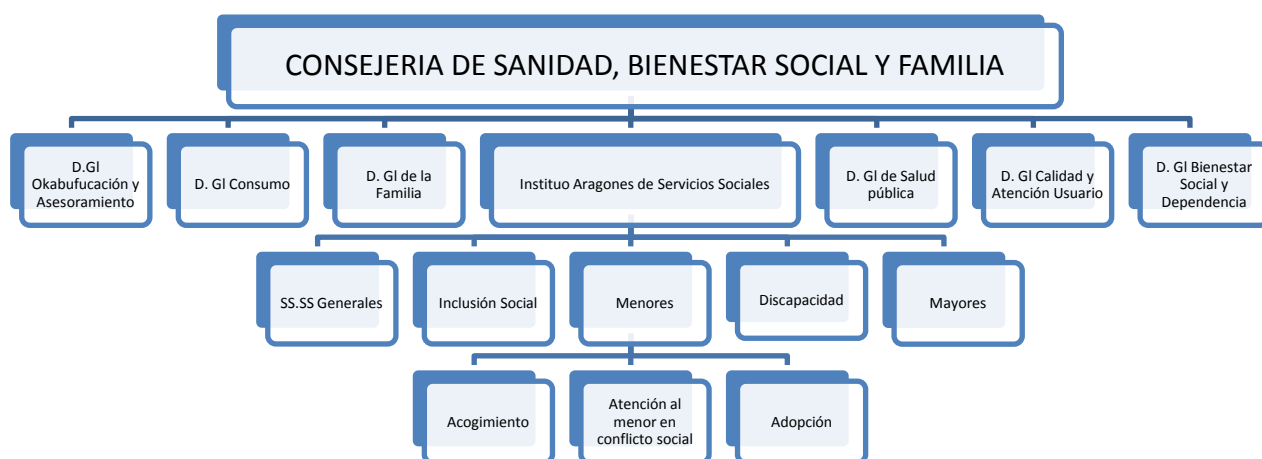 CONSEJERIA DE SANIDAD, BIENESTAR SOCIAL Y FAMILIA
D.Gl
Okabufucación y
Asesoramiento
D. Gl Consumo
D. Gl de la
Familia
Instituo Aragones de Servicios Sociales
D. Gl de Salud
pública
D. Gl Calidad y
Atención Usuario
D. Gl Bienestar
Social y
Dependencia
SS.SS Generales
Inclusión Social
Menores
Discapacidad
Mayores
Acogimiento
Atención al
menor en
conflicto social
Adopción